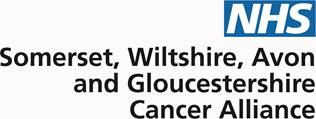 NHS
Somerset, Wiltshire, Avon
and Gloucestershire
Cancer Alliance